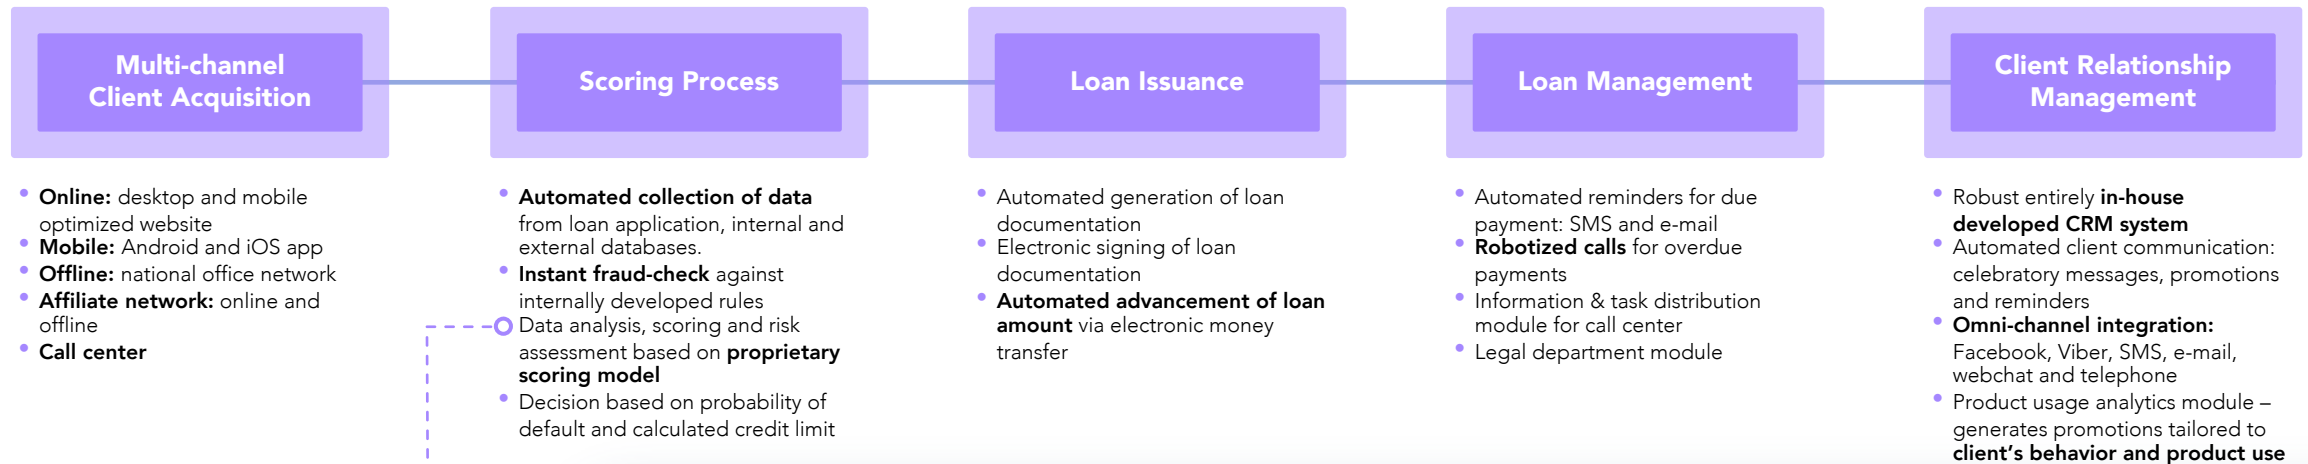 Multi-channel
Client Acquisition
Scoring Process
Loan Issuance
Loan Management
Client Relationship
Management
• Online: desktop and mobile
optimized website
• Mobile: Android and iOS app
• Offline: national office network
• Affiliate network: online and
offline
• Call center
• Automated collection of data
from loan application, internal and
external databases.
• Instant fraud-check against
internally developed rules
Data analysis, scoring and risk
assessment based on proprietary
scoring model
• Decision based on probability of
default and calculated credit limit
• Automated generation of loan
documentation
• Electronic signing of loan
documentation
• Automated advancement of loan
amount via electronic money
transfer
• Automated reminders for due
payment: SMS and e-mail
• Robotized calls for overdue
payments
• Information & task distribution
module for call center
• Legal department module
• Robust entirely in-house
developed CRM system
• Automated client communication:
celebratory messages, promotions
and reminders
• Omni-channel integration:
Facebook, Viber, SMS, e-mail,
webchat and telephone
• Product usage analytics module –
generates promotions tailored to
client’s behavior and product use